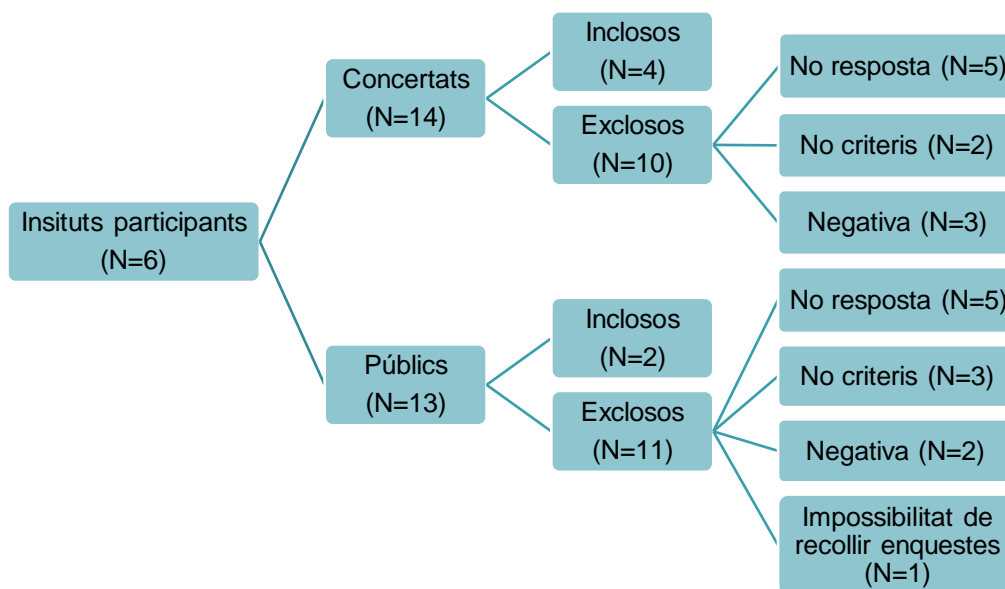 Insituts participants
(N=6)
Concertats
(N=14)
Inclosos
(N=4)
Exclosos
(N=10)
No resposta (N=5)
No criteris (N=2)
Negativa (N=3)
Públics
(N=13)
Inclosos
(N=2)
Exclosos
(N=11)
No resposta (N=5)
No criteris (N=3)
Negativa (N=2)
Impossibilitat de
recollir enquestes
(N=1)